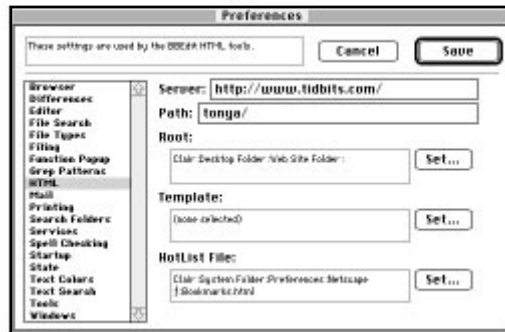 Preferences
These settings are used by the BBEdit HTML tools.
Cancel
Save
Browser
Differences
Editor
File Search
File Types
Filing
Function Popup
Grep Patterns
HTML
Mail
Printing
Search Folders
Services
Spell Checking
Startup
State
Text Colors
Text Search
Tools
Windows
Server: http://www.tidbits.com/
Path: tonya/
Root:
Clair:Desktop Folder:Web Site Folder:
Set...
Template:
(none selected)
Set...
HotList File:
Clair:System Folder:Preferences:Netscape
ƒ:Bookmarks.html
Set...